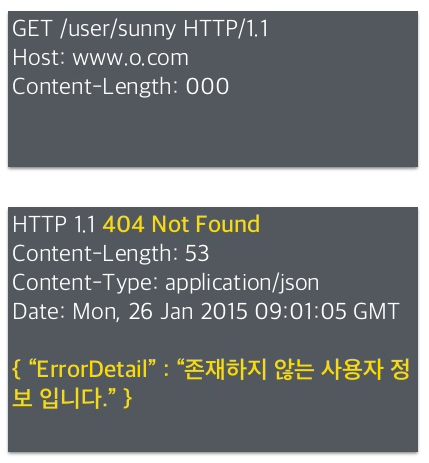 GET /user/sunny HTTP/1.1
Host: www.o.com
Content-Length: 000
HTTP 1.1 404 Not Found
Content-Length: 53
Content-Type: application/json
Date: Mon, 26 Jan 2015 09:01:05 GMT
{ “ErrorDetail” : “존재하지 않는 사용자 정
보 입니다.” }